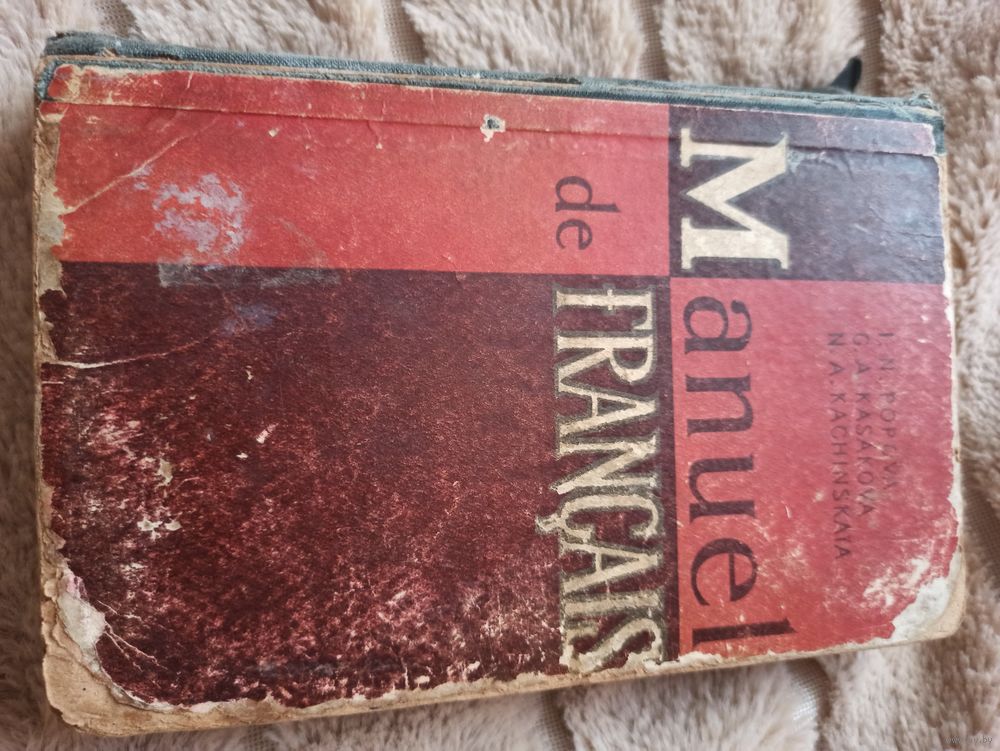 I. N. POPOVA
G. A. KASAKOVA
N. A. KACHINSKAIA
Manuel
de
FRANÇAIS